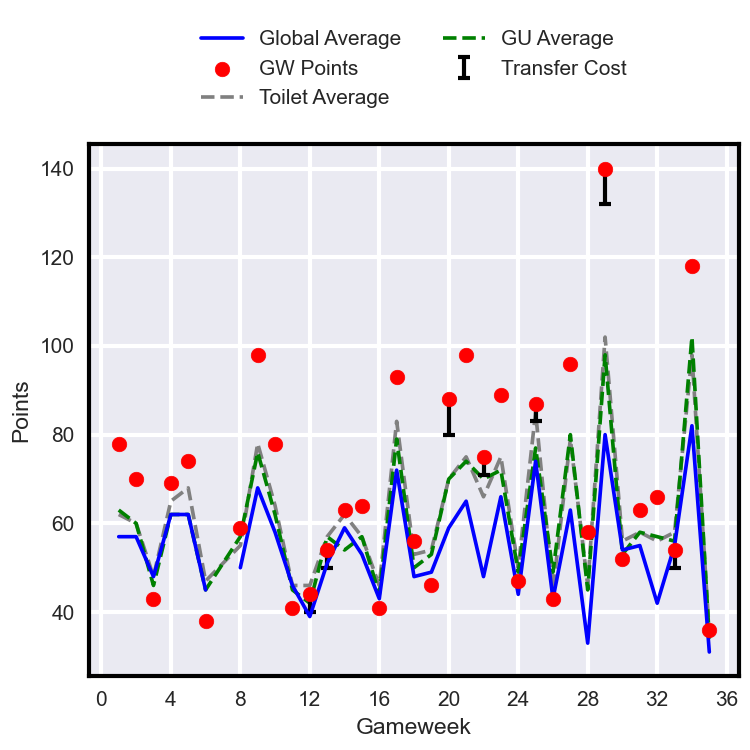 Global Average
GW Points
Toilet Average
GU Average
Transfer Cost
140
120
100
80
60
40
Points
0 4 8 12 16 20 24 28 32 36
Gameweek